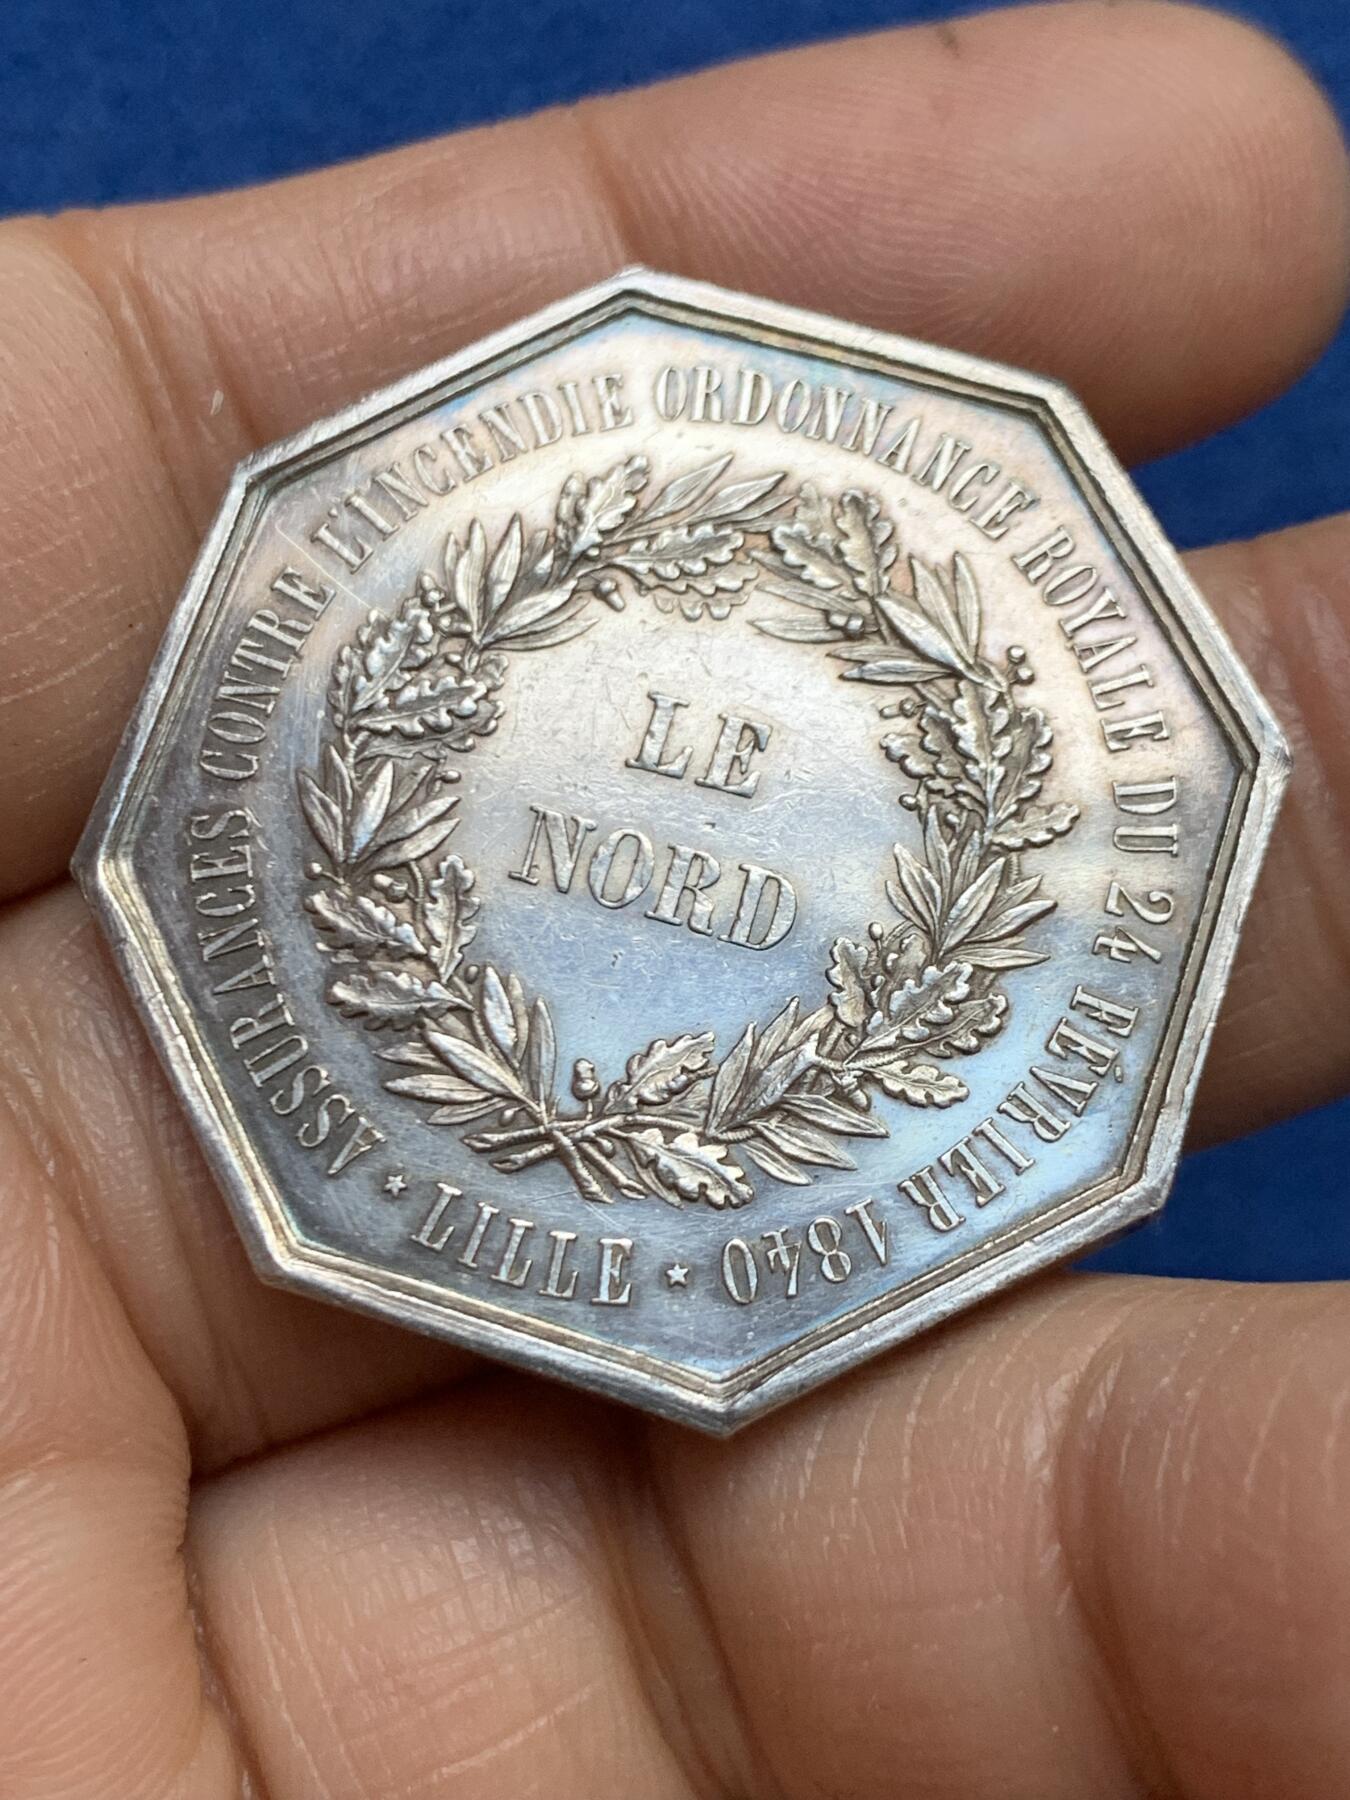 ASSURANCES CONTRE L'INCENDIE ORDONNANCE ROYALE DU 24 FÉVRIER 1840
LE
NORD
* LILLE *